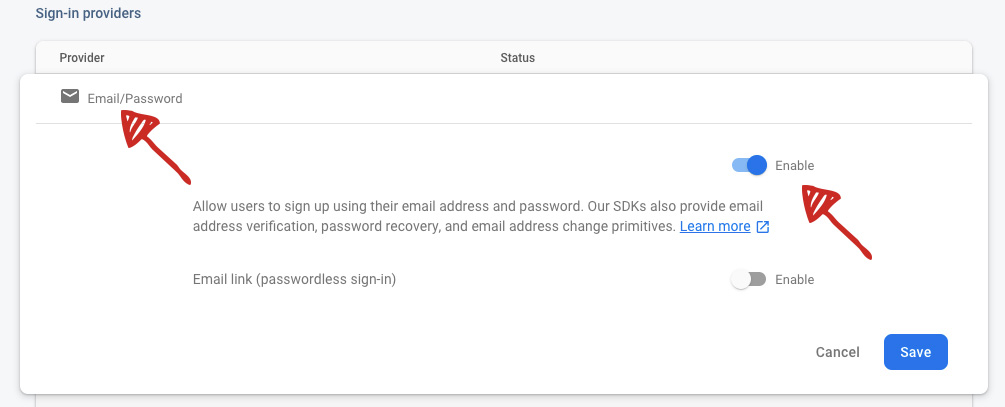 Sign-in providers
Provider Status
Email/Password
Enable
Allow users to sign up using their email address and password. Our SDKs also provide email
address verification, password recovery, and email address change primitives. Learn more
Email link (passwordless sign-in) Enable
Cancel Save